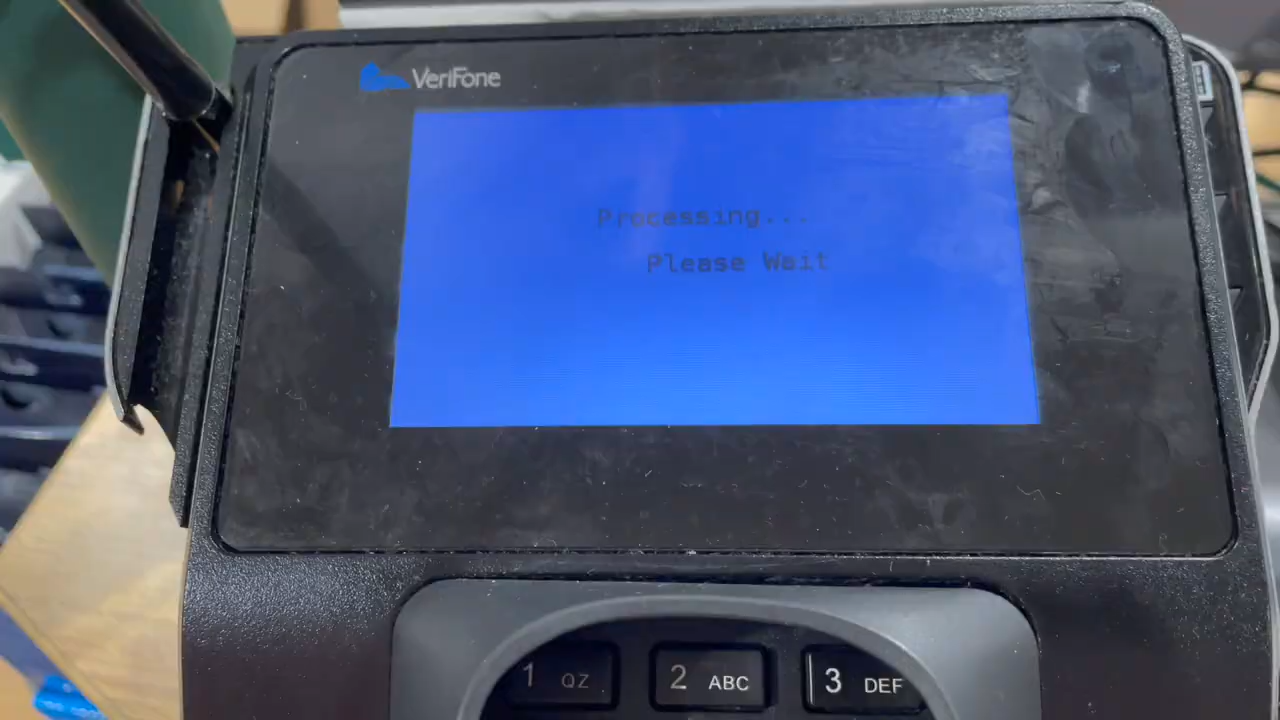 VeriFone
Processing...
Please Wait
1 QZ
2 ABC
3 DEF